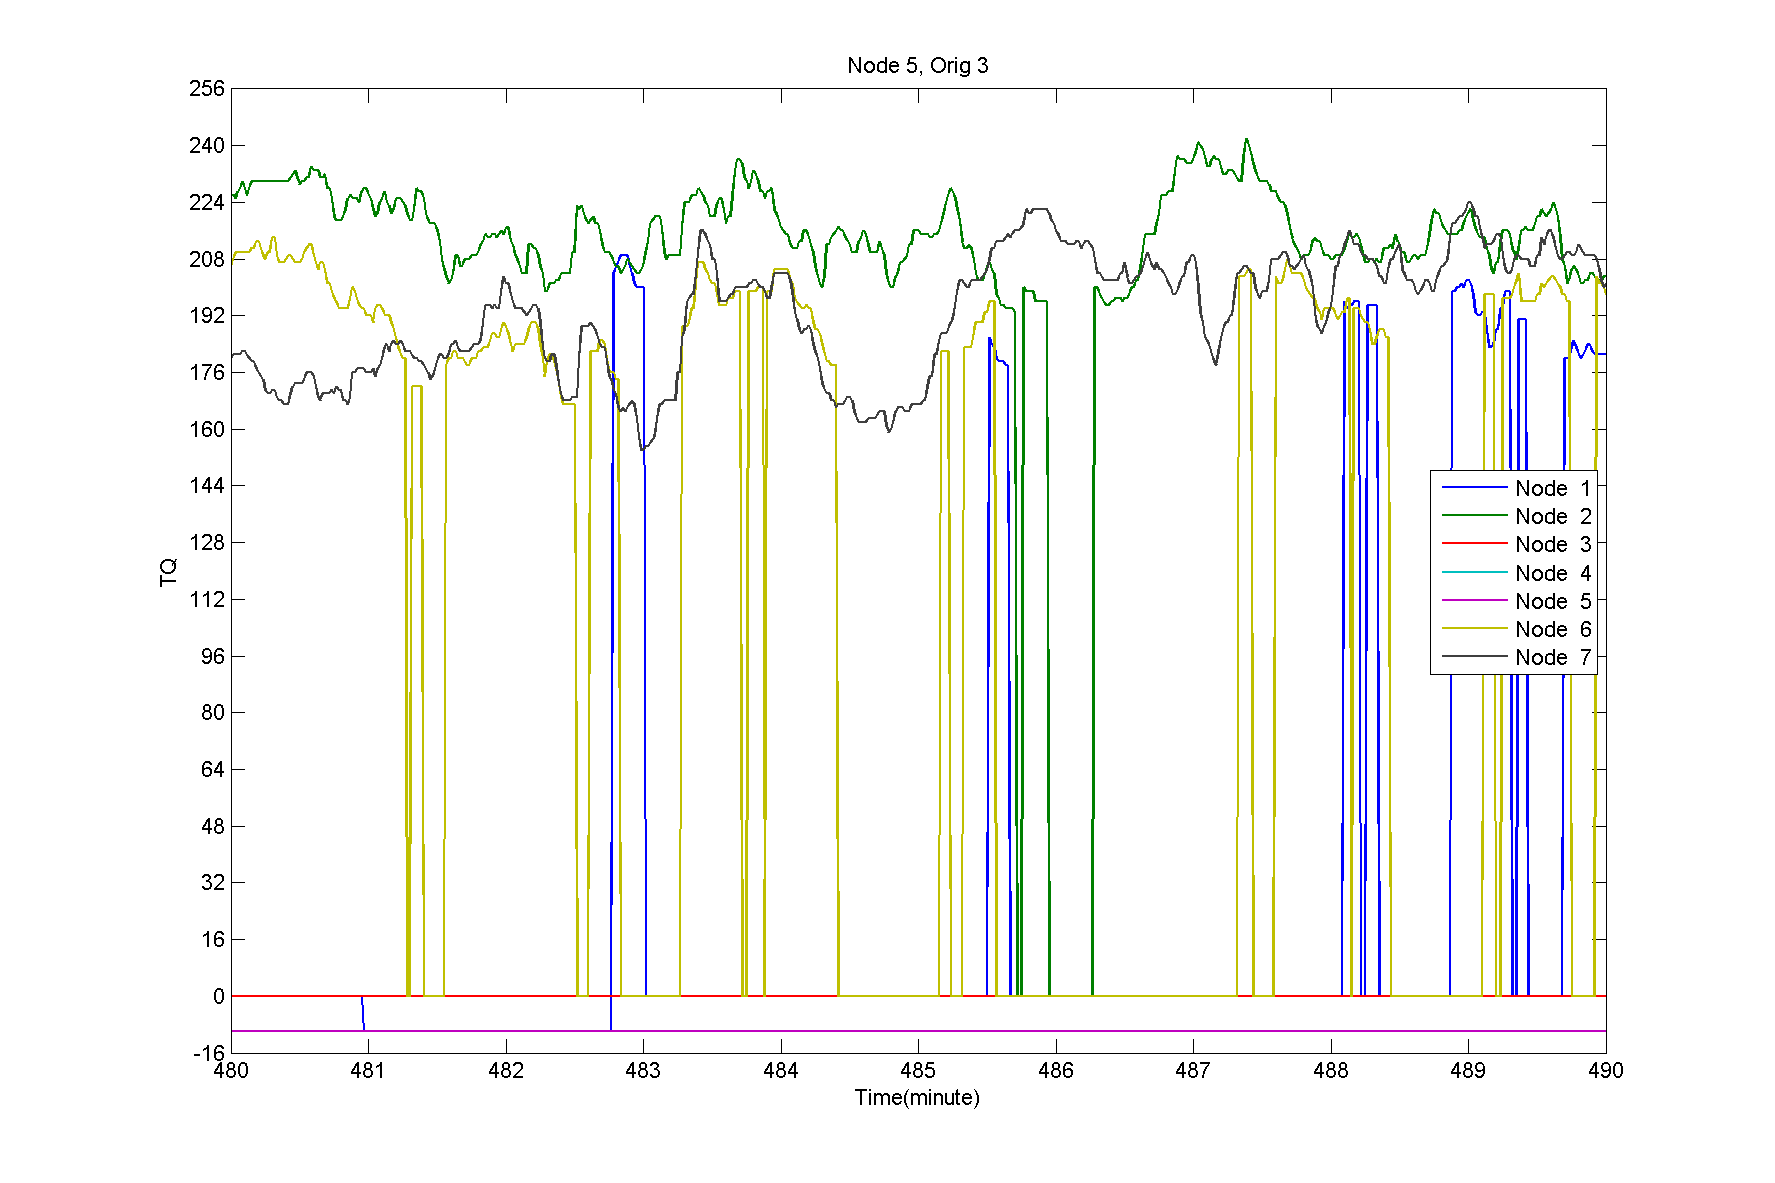 Node 5, Orig 3
256
240
224
208
192
176
160
144
128
112
96
80
64
48
32
16
0
-16
TQ
Node 1
Node 2
Node 3
Node 4
Node 5
Node 6
Node 7
480 481 482 483 484 485 486 487 488 489 490
Time(minute)